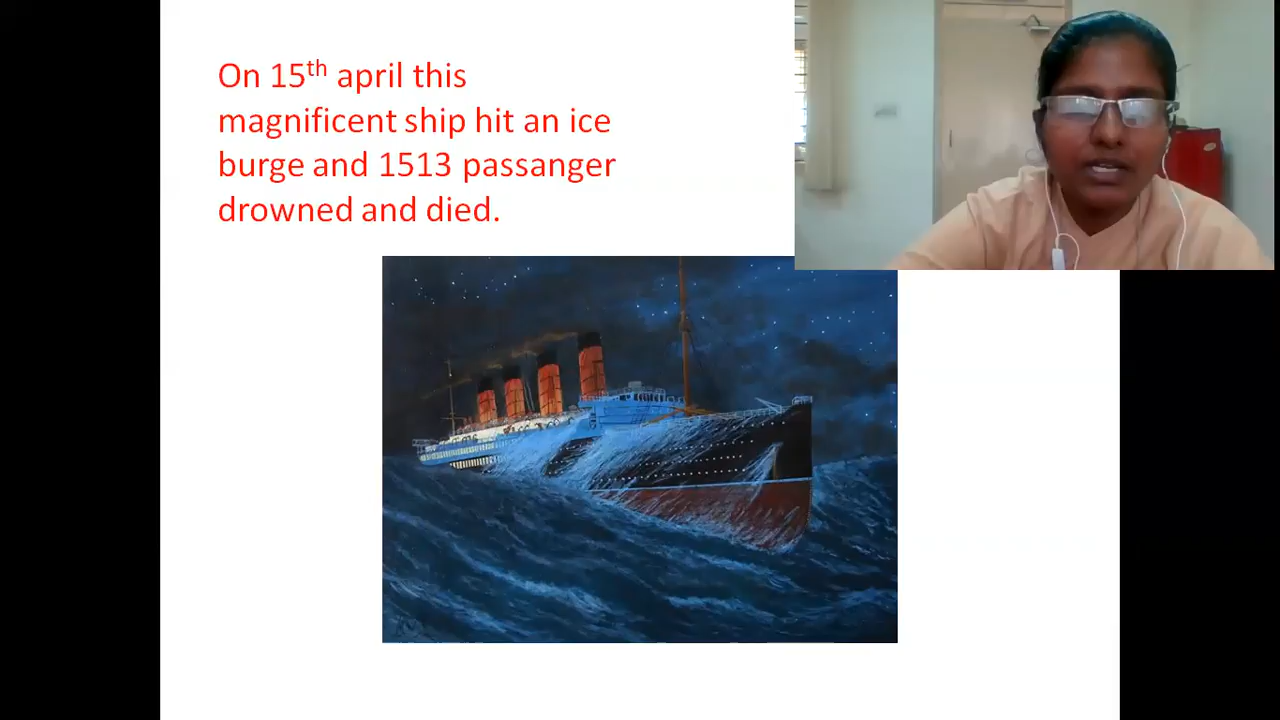 On 15th april this
magnificent ship hit an ice
burge and 1513 passanger
drowned and died.